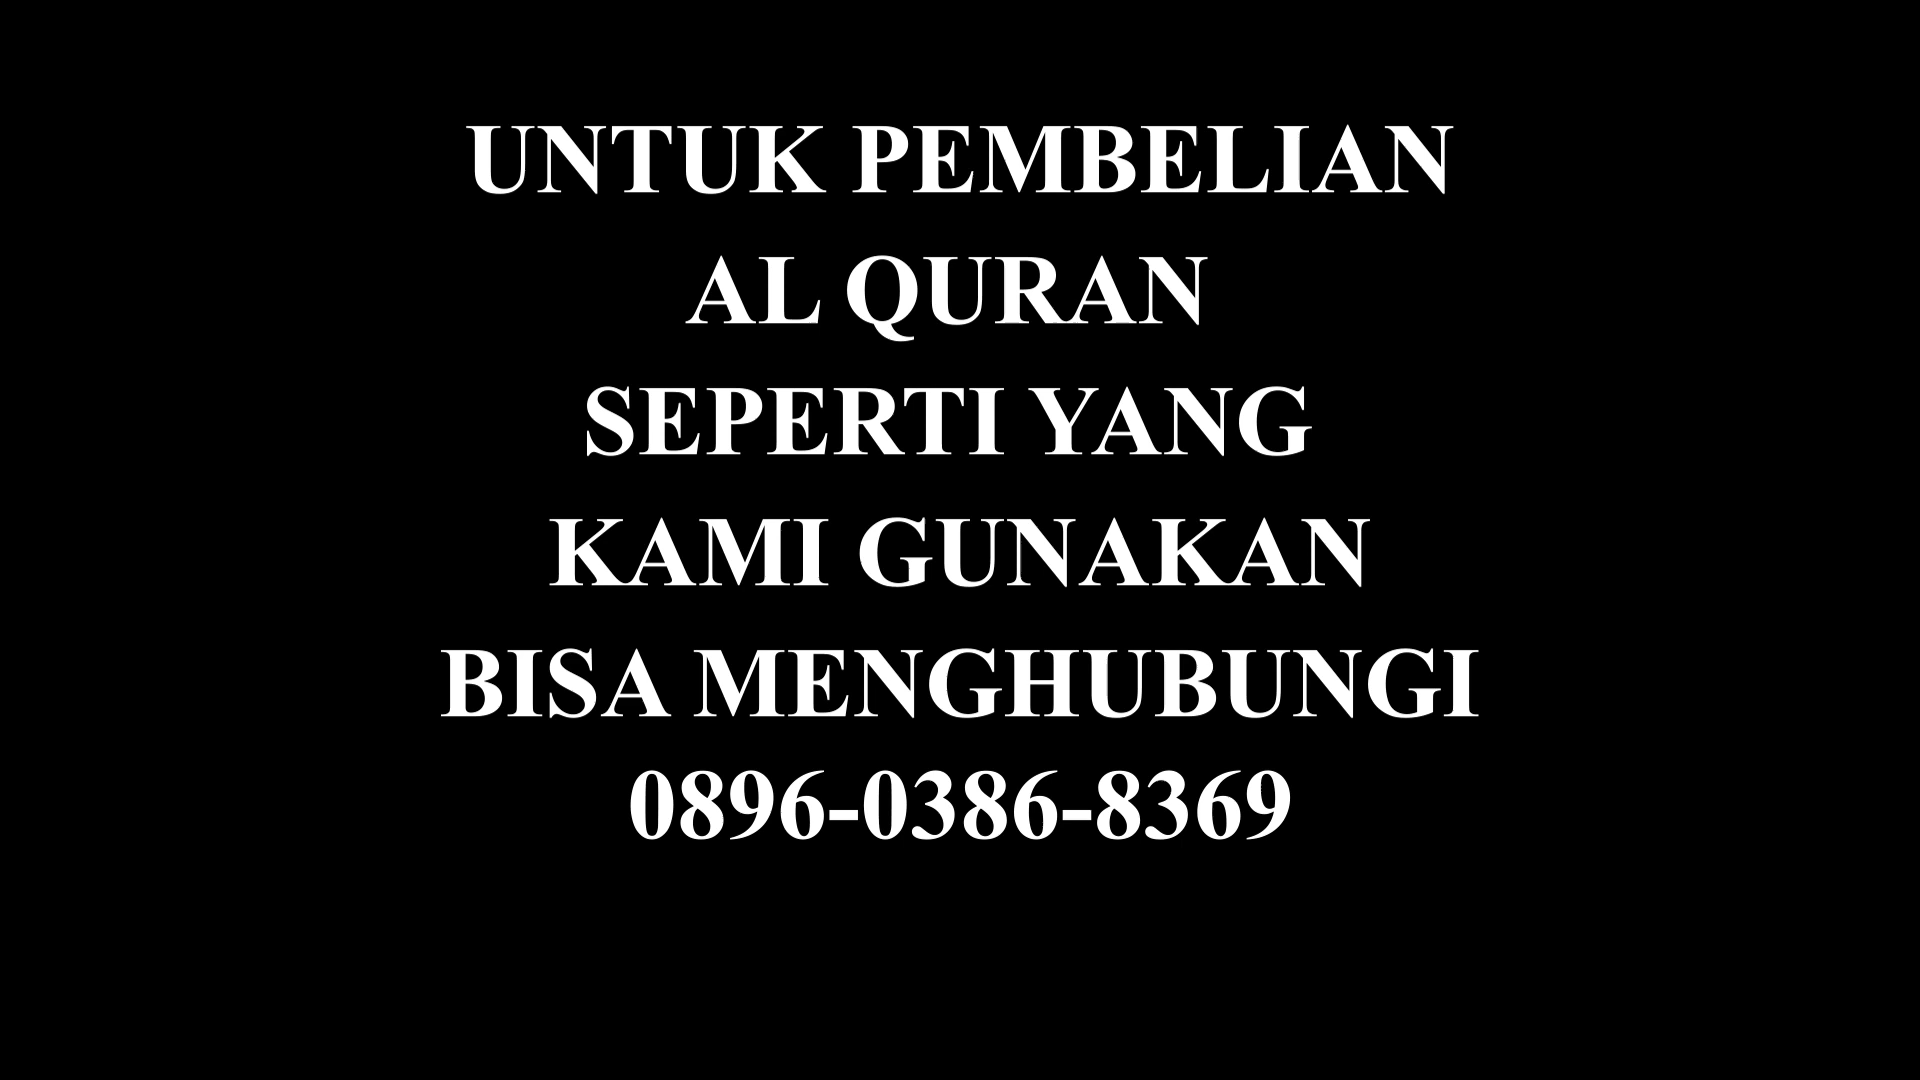 UNTUK PEMBELIAN
AL QURAN
SEPERTI YANG
KAMI GUNAKAN
BISA MENGHUBUNGI
0896-0386-8369